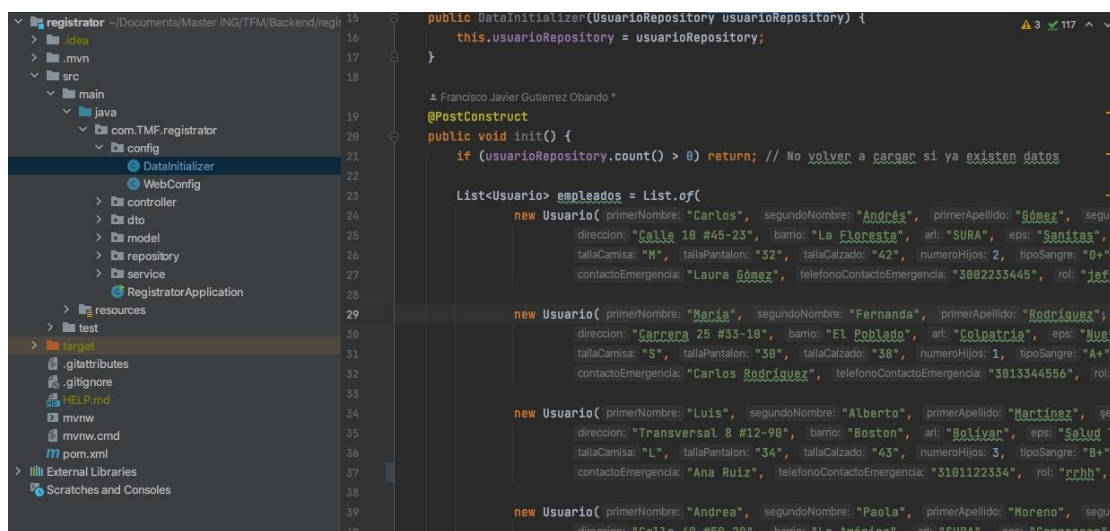 registrator ~/Documents/Master ING/TFM/Backend/regis
.idea
.mvn
src
main
java
com.TMF.registrator
config
DataInitializer
WebConfig
controller
dto
model
repository
service
RegistratorApplication
resources
test
target
.gitattributes
.gitignore
HELP.md
mvnw
mvnw.cmd
pom.xml
External Libraries
Scratches and Consoles
3 117
15 public DataInitializer(UsuarioRepository usuarioRepository) {
16 this.usuarioRepository = usuarioRepository;
17 }
18
Francisco Javier Gutierrez Obando *
19 @PostConstruct
20 public void init() {
21 if (usuarioRepository.count() > 0) return; // No volver a cargar si ya existen datos
22
23 List<Usuario> empleados = List.of(
24 new Usuario( primerNombre: "Carlos", segundoNombre: "Andrés", primerApellido: "Gómez", segu
25 direccion: "Calle 10 #45-23", barrio: "La Floresta", arl: "SURA", eps: "Sanitas",
26 tallaCamisa: "M", tallaPantalon: "32", tallaCalzado: "42", numeroHijos: 2, tipoSangre: "O+"
27 contactoEmergencia: "Laura Gómez", telefonoContactoEmergencia: "3002233445", rol: "jef
28
29 new Usuario( primerNombre: "María", segundoNombre: "Fernanda", primerApellido: "Rodríguez",
30 direccion: "Carrera 25 #33-10", barrio: "El Poblado", arl: "Colpatria", eps: "Nuev
31 tallaCamisa: "S", tallaPantalon: "30", tallaCalzado: "38", numeroHijos: 1, tipoSangre: "A+"
32 contactoEmergencia: "Carlos Rodríguez", telefonoContactoEmergencia: "3013344556", rol:
33
34 new Usuario( primerNombre: "Luis", segundoNombre: "Alberto", primerApellido: "Martínez", se
35 direccion: "Transversal 8 #12-90", barrio: "Boston", arl: "Bolívar", eps: "Salud
36 tallaCamisa: "L", tallaPantalon: "34", tallaCalzado: "43", numeroHijos: 3, tipoSangre: "B+"
37 contactoEmergencia: "Ana Ruiz", telefonoContactoEmergencia: "3101122334", rol: "rrhh",
38
39 new Usuario( primerNombre: "Andrea", segundoNombre: "Paola", primerApellido: "Moreno", segu